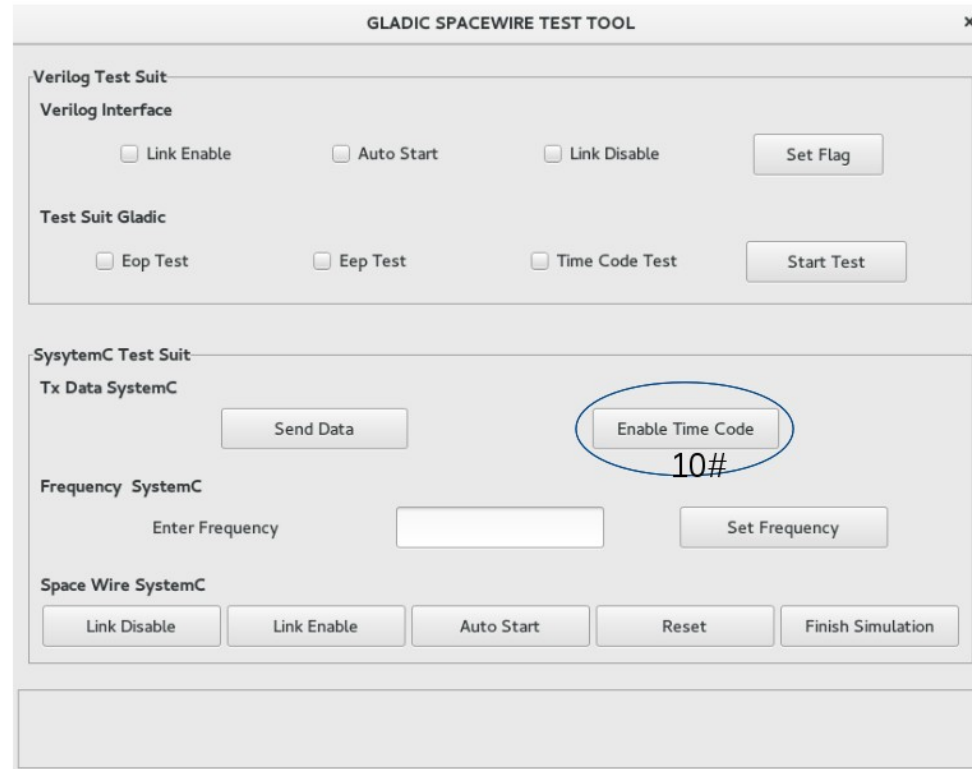 GLADIC SPACEWIRE TEST TOOL ×
Verilog Test Suit
Verilog Interface
Link Enable Auto Start Link Disable Set Flag
Test Suit Gladic
Eop Test Eep Test Time Code Test Start Test
SysytemC Test Suit
Tx Data SystemC
Send Data Enable Time Code
10#
Frequency SystemC
Enter Frequency Set Frequency
Space Wire SystemC
Link Disable Link Enable Auto Start Reset Finish Simulation